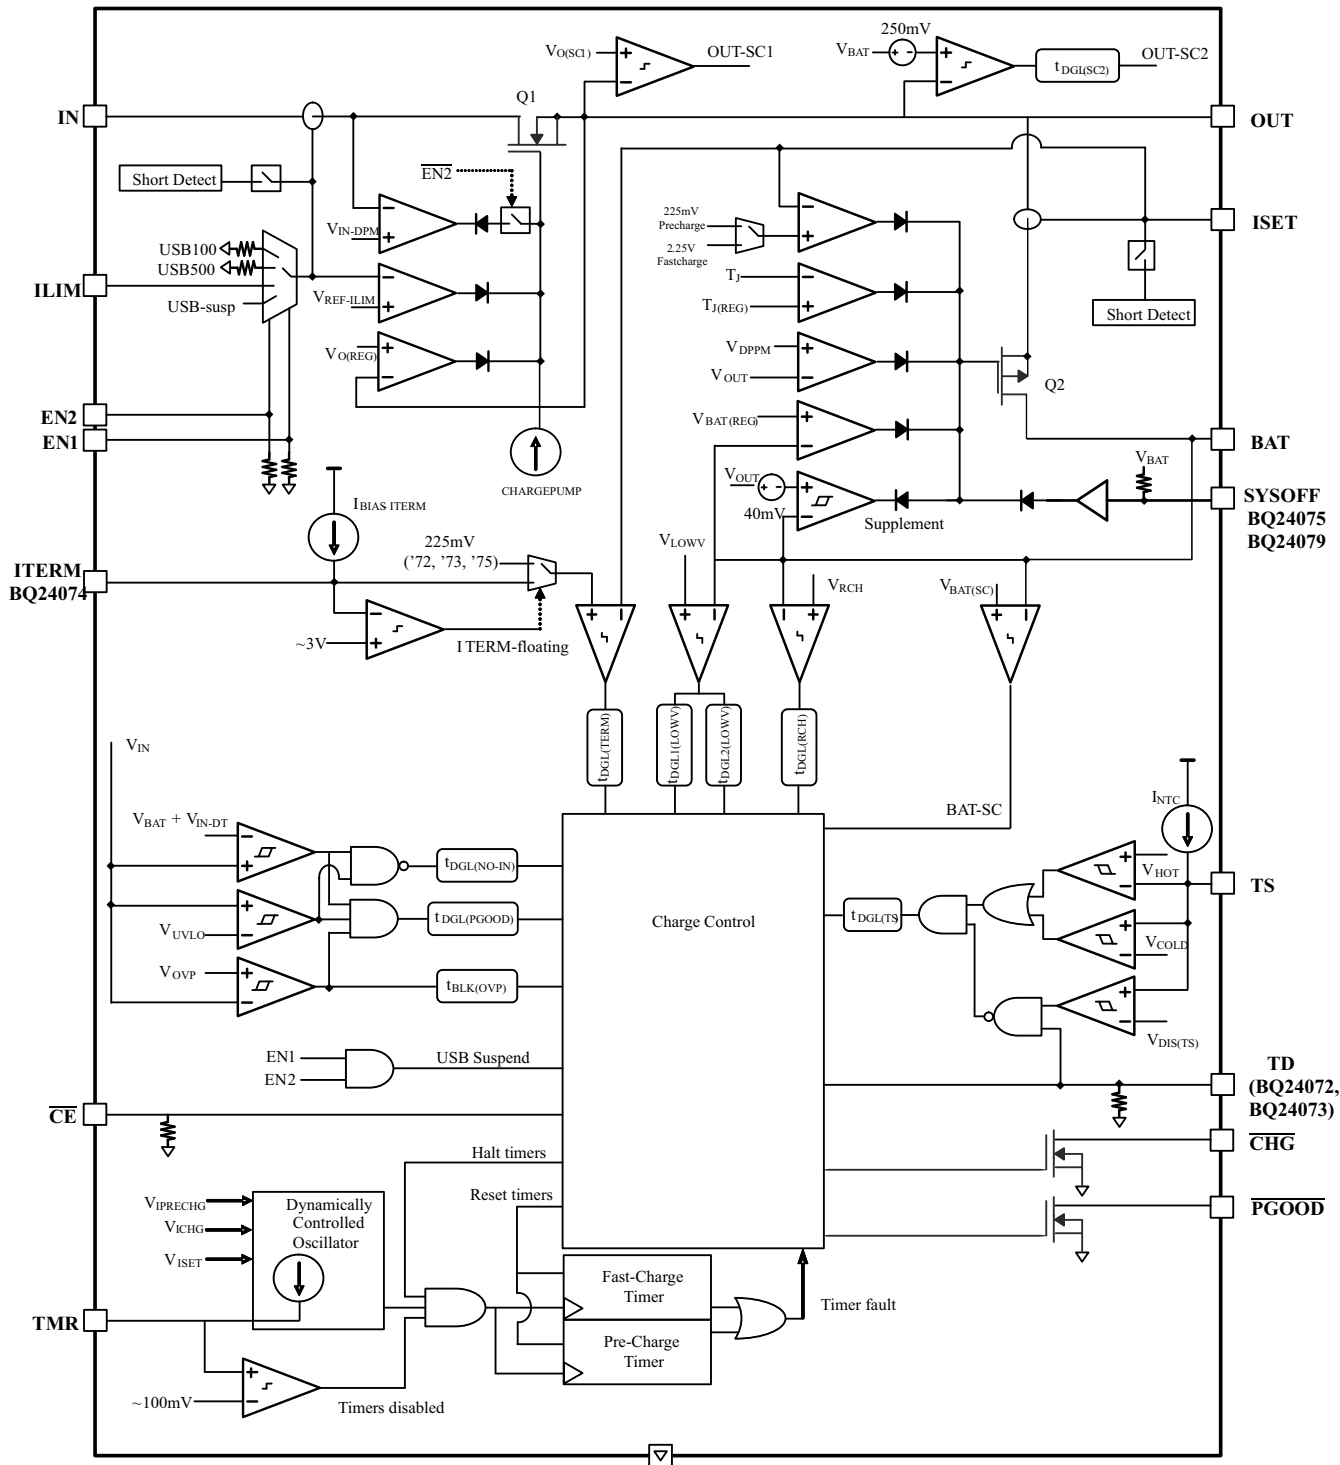 250mV
VO(SC1)
OUT-SC1
VBAT
tDGL(SC2)
OUT-SC2
Q1
IN
OUT
EN2
Short Detect
225mV
Precharge
2.25V
Fastcharge
ISET
VIN-DPM
USB100
USB500
TJ
ILIM
VREF-ILIM
TJ(REG)
USB-susp
Short Detect
VO(REG)
VDPPM
VOUT
Q2
EN2
VBAT(REG)
EN1
BAT
CHARGEPUMP
VOUT
VBAT
40mV
Supplement
SYSOFF
BQ24075
BQ24079
IBIAS ITERM
225mV
('72, '73, '75)
VLOWV
ITERM
BQ24074
VRCH
VBAT(SC)
~3V
I TERM-floating
tDGL(TERM)
tDGL1(LOWV)
tDGL2(LOWV)
tDGL(RCH)
VIN
BAT-SC
INTC
VBAT + VIN-DT
tDGL(NO-IN)
VHOT
TS
tDGL(PGOOD)
Charge Control
tDGL(TS)
VUVLO
VCOLD
VOVP
tBLK(OVP)
VDIS(TS)
EN1
EN2
USB Suspend
TD
(BQ24072,
BQ24073)
CE
CHG
Halt timers
Reset timers
PGOOD
VIPRECHG
VICHG
VISET
Dynamically
Controlled
Oscillator
Fast-Charge
Timer
Timer fault
TMR
Pre-Charge
Timer
~100mV
Timers disabled